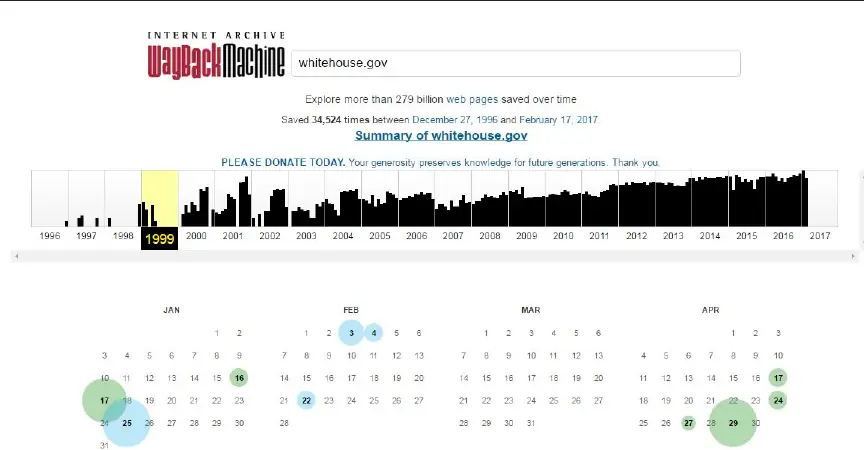 INTERNET ARCHIVE
WayBackMachine
whitehouse.gov
Explore more than 279 billion web pages saved over time
Saved 34,524 times between December 27, 1996 and February 17, 2017
Summary of whitehouse.gov
PLEASE DONATE TODAY. Your generosity preserves knowledge for future generations. Thank you.
1996 1997 1998 1999 2000 2001 2002 2003 2004 2005 2006 2007 2008 2009 2010 2011 2012 2013 2014 2015 2016 2017
JAN FEB MAR APR
1 2 1 2 3 4 5 6 1 2 3 4 5 6 1 2 3
3 4 5 6 7 8 9 7 8 9 10 11 12 13 7 8 9 10 11 12 13 4 5 6 7 8 9 10
10 11 12 13 14 15 16 14 15 16 17 18 19 20 14 15 16 17 18 19 20 11 12 13 14 15 16 17
17 18 19 20 21 22 23 21 22 23 24 25 26 27 21 22 23 24 25 26 27 18 19 20 21 22 23 24
24 25 26 27 28 29 30 28 28 29 30 31 25 26 27 28 29 30
31